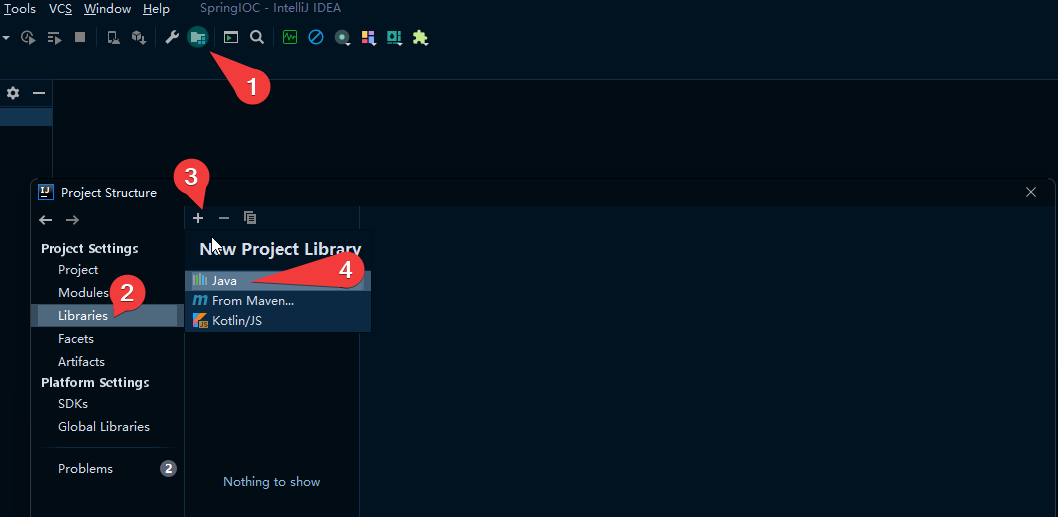 Tools VCS Window Help SpringIOC - IntelliJ IDEA
1
Project Structure
3
New Project Library
Project Settings
Project
Modules
2
Libraries
Facets
Artifacts
Platform Settings
SDKs
Global Libraries
Problems 2
Java
4
From Maven...
Kotlin/JS
Nothing to show